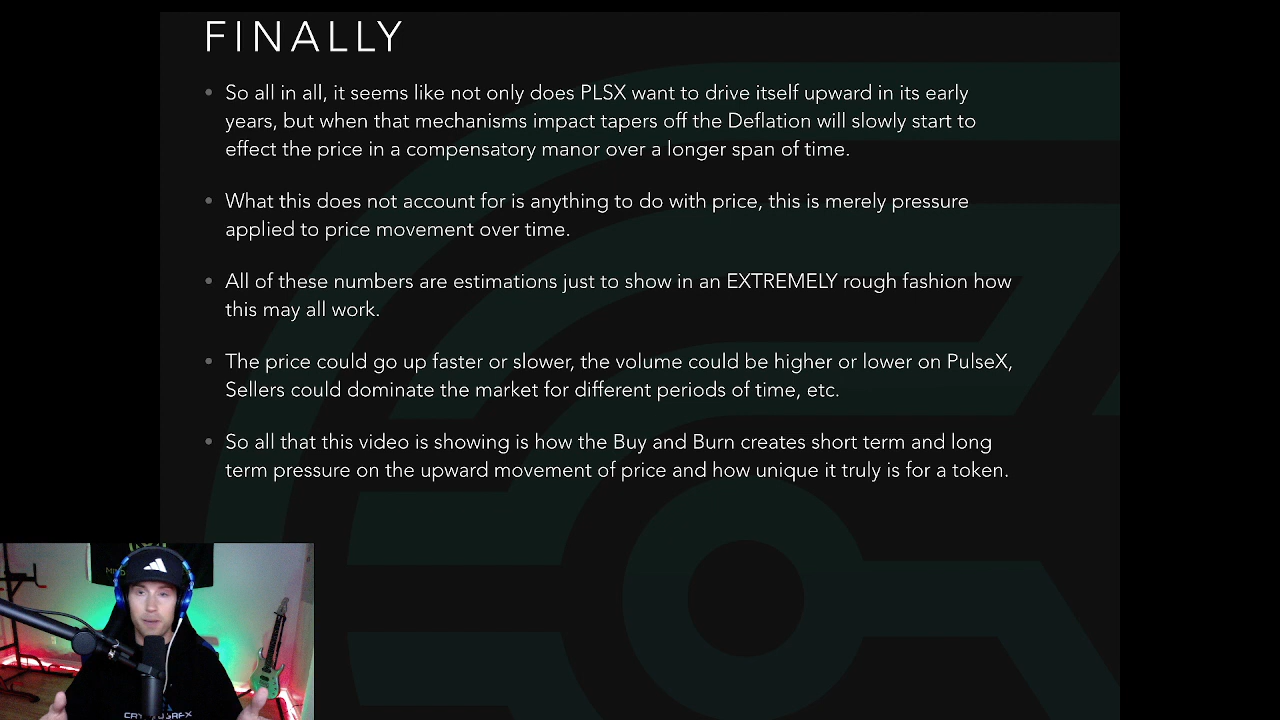 FINALLY
So all in all, it seems like not only does PLSX want to drive itself upward in its early
years, but when that mechanisms impact tapers off the Deflation will slowly start to
effect the price in a compensatory manor over a longer span of time.
What this does not account for is anything to do with price, this is merely pressure
applied to price movement over time.
All of these numbers are estimations just to show in an EXTREMELY rough fashion how
this may all work.
The price could go up faster or slower, the volume could be higher or lower on PulseX,
Sellers could dominate the market for different periods of time, etc.
So all that this video is showing is how the Buy and Burn creates short term and long
term pressure on the upward movement of price and how unique it truly is for a token.